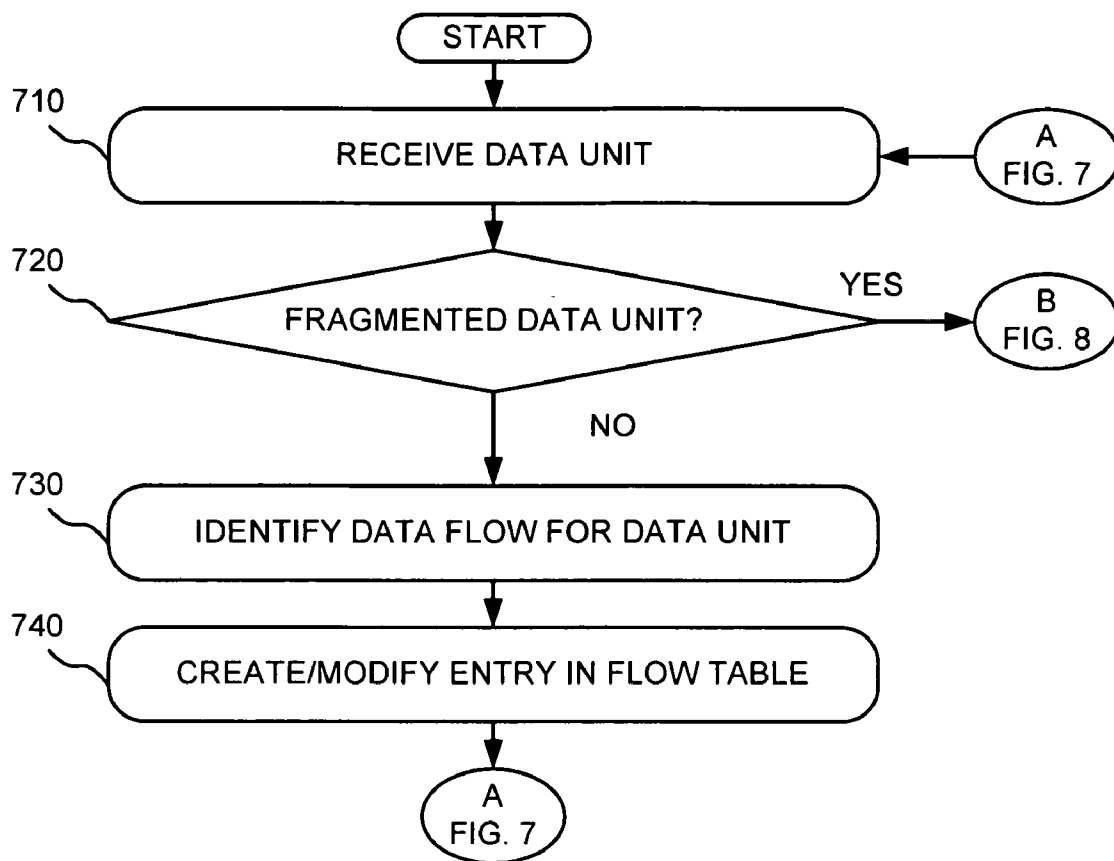 START
710
RECEIVE DATA UNIT
A
FIG. 7
720
FRAGMENTED DATA UNIT?
YES
B
FIG. 8
NO
730
IDENTIFY DATA FLOW FOR DATA UNIT
740
CREATE/MODIFY ENTRY IN FLOW TABLE
A
FIG. 7